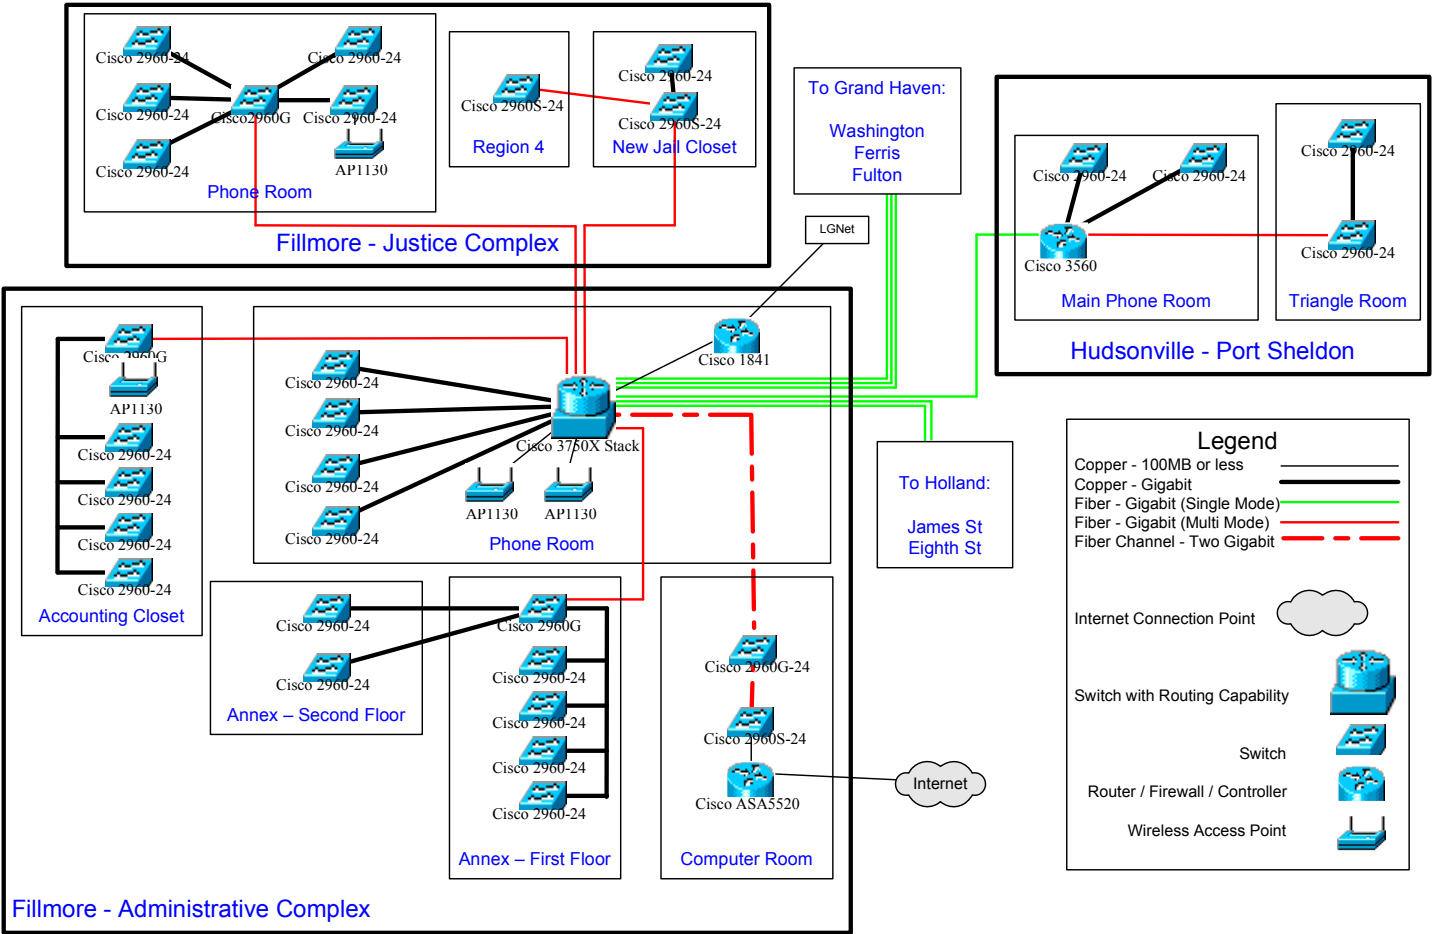 Cisco 2960-24
Cisco 2960-24
Cisco 2960-24
Cisco2960G
Cisco 2960-24
Cisco 2960-24
AP1130
Phone Room
Cisco 2960S-24
Region 4
Cisco 2960-24
Cisco 2960S-24
New Jail Closet
Fillmore - Justice Complex
To Grand Haven:
Washington
Ferris
Fulton
LGNet
Cisco 2960-24
Cisco 2960-24
Cisco 3560
Main Phone Room
Cisco 2960-24
Cisco 2960-24
Triangle Room
Hudsonville - Port Sheldon
Cisco 2960G
AP1130
Cisco 2960-24
Cisco 2960-24
Cisco 2960-24
Cisco 2960-24
Accounting Closet
Cisco 2960-24
Cisco 2960-24
Cisco 2960-24
Cisco 2960-24
Cisco 1841
Cisco 3750X Stack
AP1130
AP1130
Phone Room
To Holland:
James St
Eighth St
Cisco 2960-24
Cisco 2960-24
Annex – Second Floor
Cisco 2960G
Cisco 2960-24
Cisco 2960-24
Cisco 2960-24
Cisco 2960-24
Annex – First Floor
Cisco 2960G-24
Cisco 2960S-24
Cisco ASA5520
Computer Room
Internet
Fillmore - Administrative Complex
Legend
Copper - 100MB or less
Copper - Gigabit
Fiber - Gigabit (Single Mode)
Fiber - Gigabit (Multi Mode)
Fiber Channel - Two Gigabit
Internet Connection Point
Switch with Routing Capability
Switch
Router / Firewall / Controller
Wireless Access Point